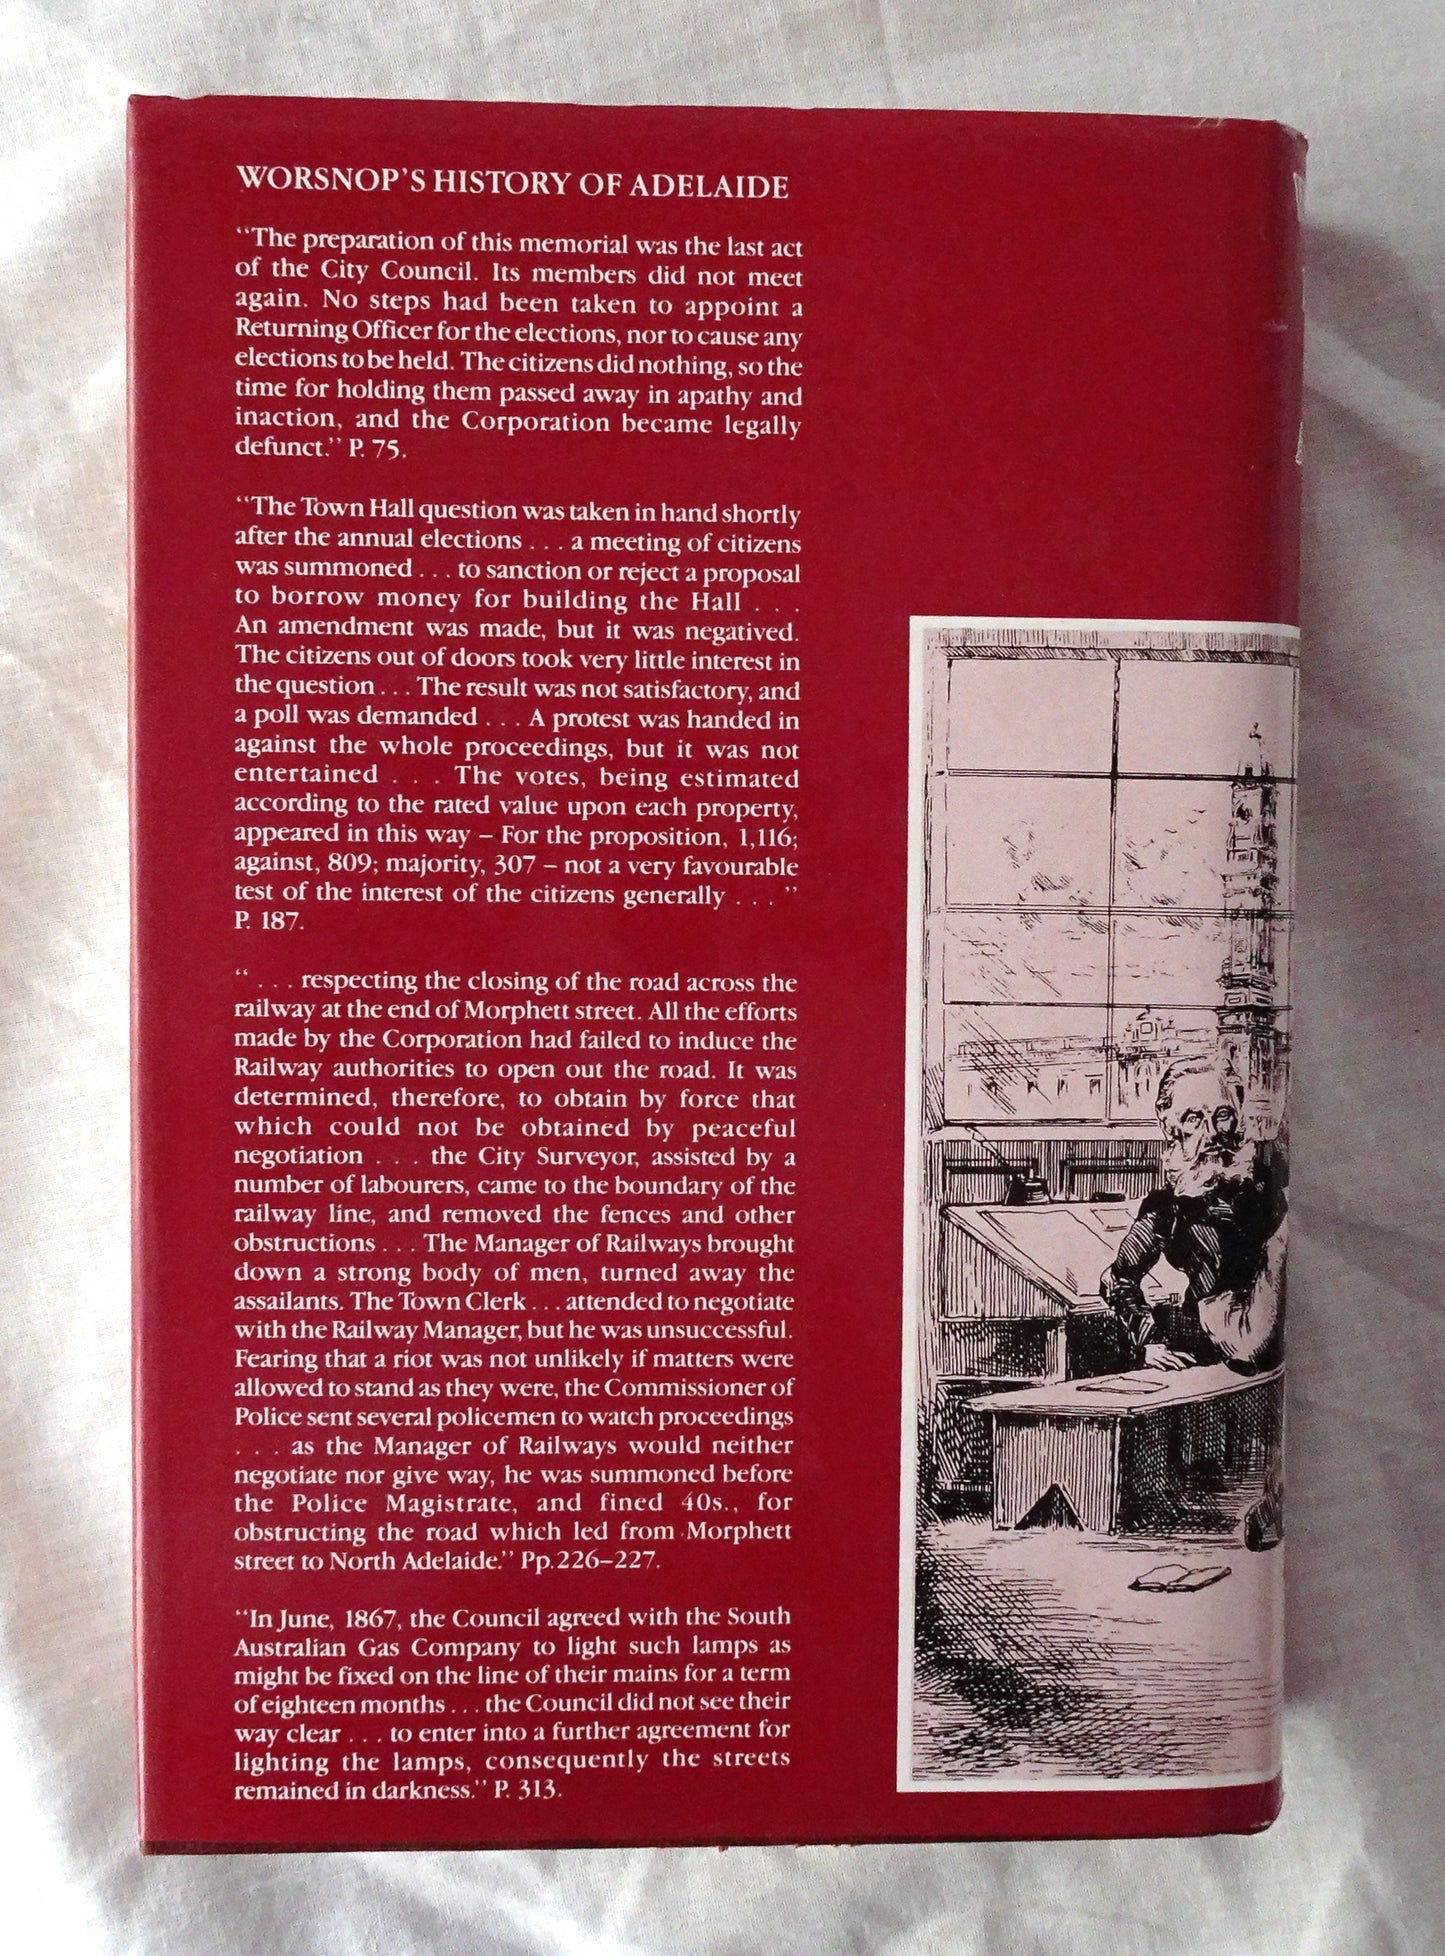 WORSNOP'S HISTORY OF ADELAIDE
“The preparation of this memorial was the last act
of the City Council. Its members did not meet
again. No steps had been taken to appoint a
Returning Officer for the elections, nor to cause any
elections to be held. The citizens did nothing, so the
time for holding them passed away in apathy and
inaction, and the Corporation became legally
defunct.” P. 75.
“The Town Hall question was taken in hand shortly
after the annual elections . . . a meeting of citizens
was summoned . . . to sanction or reject a proposal
to borrow money for building the Hall . . .
An amendment was made, but it was negatived.
The citizens out of doors took very little interest in
the question . . . The result was not satisfactory, and
a poll was demanded . . . A protest was handed in
against the whole proceedings, but it was not
entertained . . . The votes, being estimated
according to the rated value upon each property,
appeared in this way – For the proposition, 1,116;
against, 809; majority, 307 – not a very favourable
test of the interest of the citizens generally . . .”
P. 187.
“ . . . respecting the closing of the road across the
railway at the end of Morphett street. All the efforts
made by the Corporation had failed to induce the
Railway authorities to open out the road. It was
determined, therefore, to obtain by force that
which could not be obtained by peaceful
negotiation . . . the City Surveyor, assisted by a
number of labourers, came to the boundary of the
railway line, and removed the fences and other
obstructions . . . The Manager of Railways brought
down a strong body of men, turned away the
assailants. The Town Clerk . . . attended to negotiate
with the Railway Manager, but he was unsuccessful.
Fearing that a riot was not unlikely if matters were
allowed to stand as they were, the Commissioner of
Police sent several policemen to watch proceedings
. . . as the Manager of Railways would neither
negotiate nor give way, he was summoned before
the Police Magistrate, and fined 40s., for
obstructing the road which led from Morphett
street to North Adelaide.” Pp.226–227.
“In June, 1867, the Council agreed with the South
Australian Gas Company to light such lamps as
might be fixed on the line of their mains for a term
of eighteen months . . . the Council did not see their
way clear . . . to enter into a further agreement for
lighting the lamps, consequently the streets
remained in darkness.” P. 313.